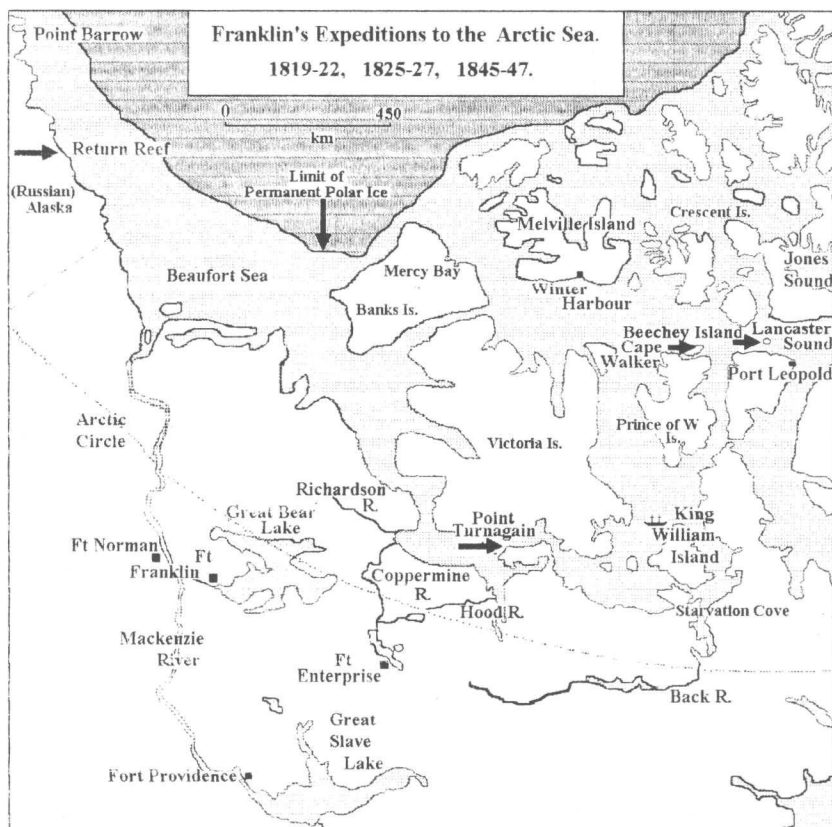 Franklin's Expeditions to the Arctic Sea.
1819-22, 1825-27, 1845-47.
Point Barrow
0
450
km
Return Reef
Limit of
Permanent Polar Ice
(Russian)
Alaska
Melville Island
Crescent Is.
Beaufort Sea
Mercy Bay
Jones
Sound
Winter
Harbour
Banks Is.
Beechey Island
Lancaster
Sound
Cape
Walker
Port Leopold
Arctic
Circle
Victoria Is.
Prince of W
Is.
Richardson
R.
Great Bear
Lake
Point
Turnagain
King
William
Island
Ft Norman
Ft
Franklin
Coppermine
R.
Hood R.
Starvation Cove
Mackenzie
River
Ft
Enterprise
Back R.
Great
Slave
Lake
Fort Providence